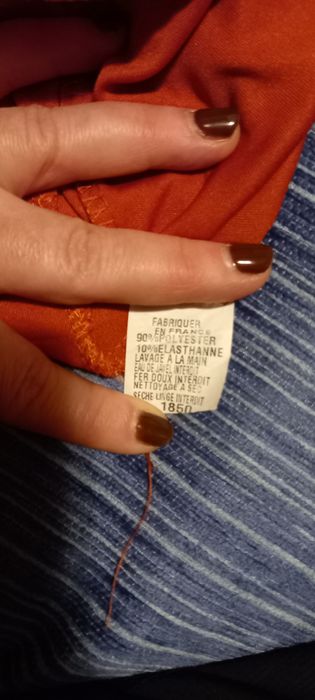 FABRIQUER
EN FRANCE
90%POLYESTER
10%ELASTHANNE
LAVAGE A LA MAIN
EAU DE JAVEL INTERDIT
FER DOUX INTERDIT
NETTOYAGE A SEC
SECHE LINGE INTERDIT
1850